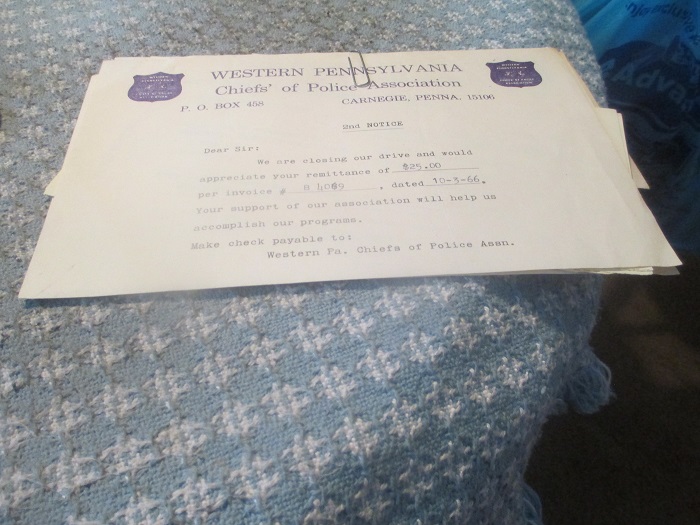 WESTERN PENNSYLVANIA
Chiefs' of Police Association
P. O. BOX 458 CARNEGIE, PENNA. 15106
2nd NOTICE
Dear Sir:
We are closing our drive and would
appreciate your remittance of $25.00
per invoice # , dated 10-3-66.
Your support of our association will help us
accomplish our programs.
Make check payable to:
Western Pa. Chiefs of Police Assn.